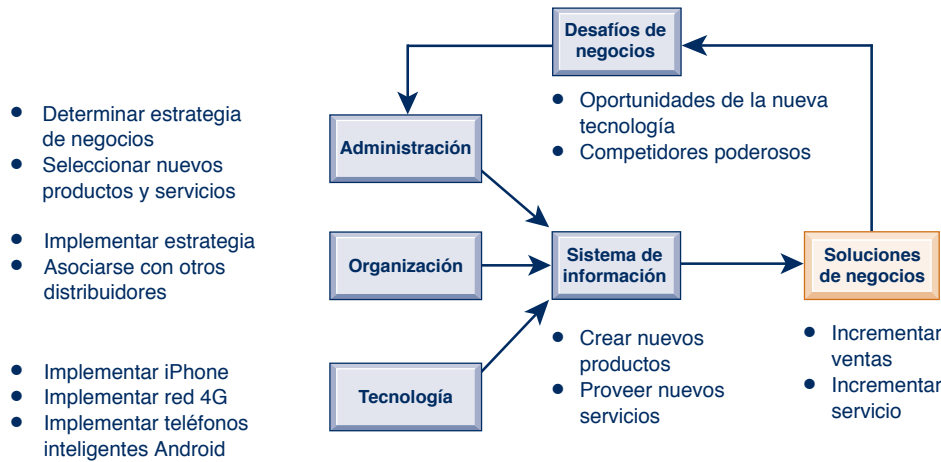 Desafíos de
negocios
• Oportunidades de la nueva
tecnología
• Competidores poderosos
• Determinar estrategia
de negocios
• Seleccionar nuevos
productos y servicios
Administración
• Implementar estrategia
• Asociarse con otros
distribuidores
Organización
Sistema de
información
Soluciones
de negocios
• Crear nuevos
productos
• Proveer nuevos
servicios
• Incrementar
ventas
• Incrementar
servicio
• Implementar iPhone
• Implementar red 4G
• Implementar teléfonos
inteligentes Android
Tecnología